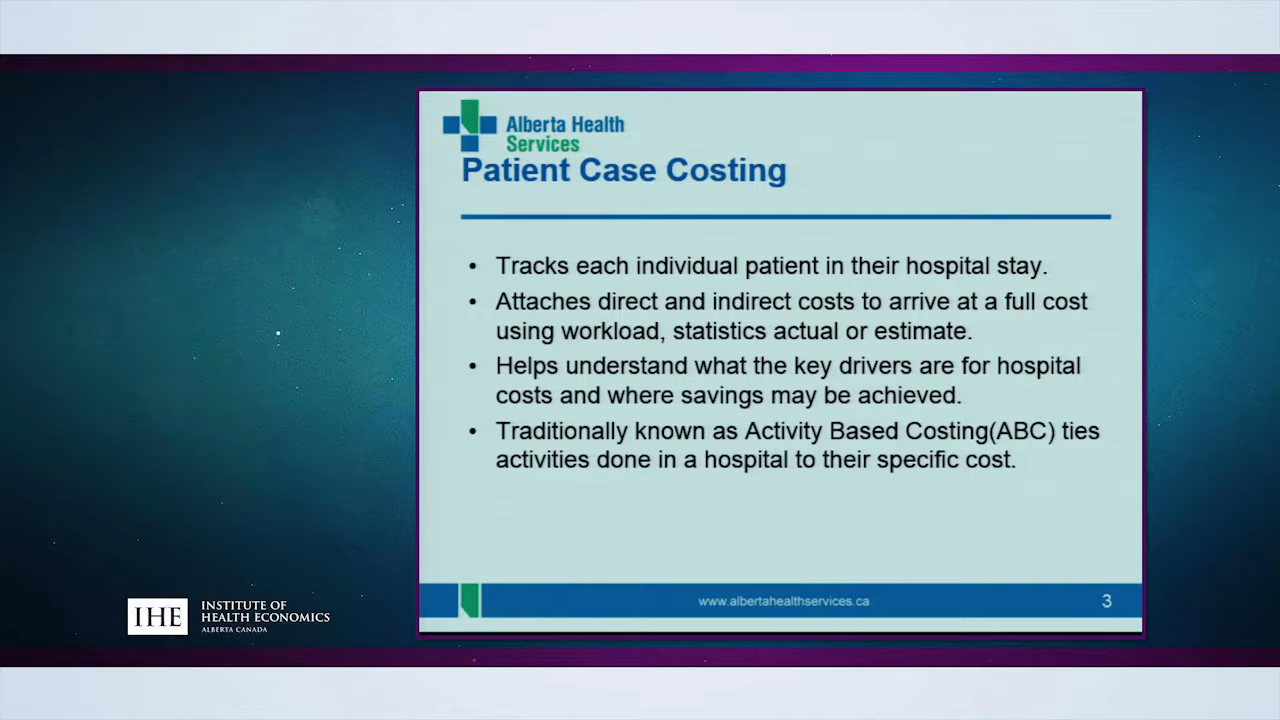 Alberta Health
Services
Patient Case Costing
• Tracks each individual patient in their hospital stay.
• Attaches direct and indirect costs to arrive at a full cost
using workload, statistics actual or estimate.
• Helps understand what the key drivers are for hospital
costs and where savings may be achieved.
• Traditionally known as Activity Based Costing(ABC) ties
activities done in a hospital to their specific cost.
www.albertahealthservices.ca
3
IHE
INSTITUTE OF
HEALTH ECONOMICS
ALBERTA CANADA